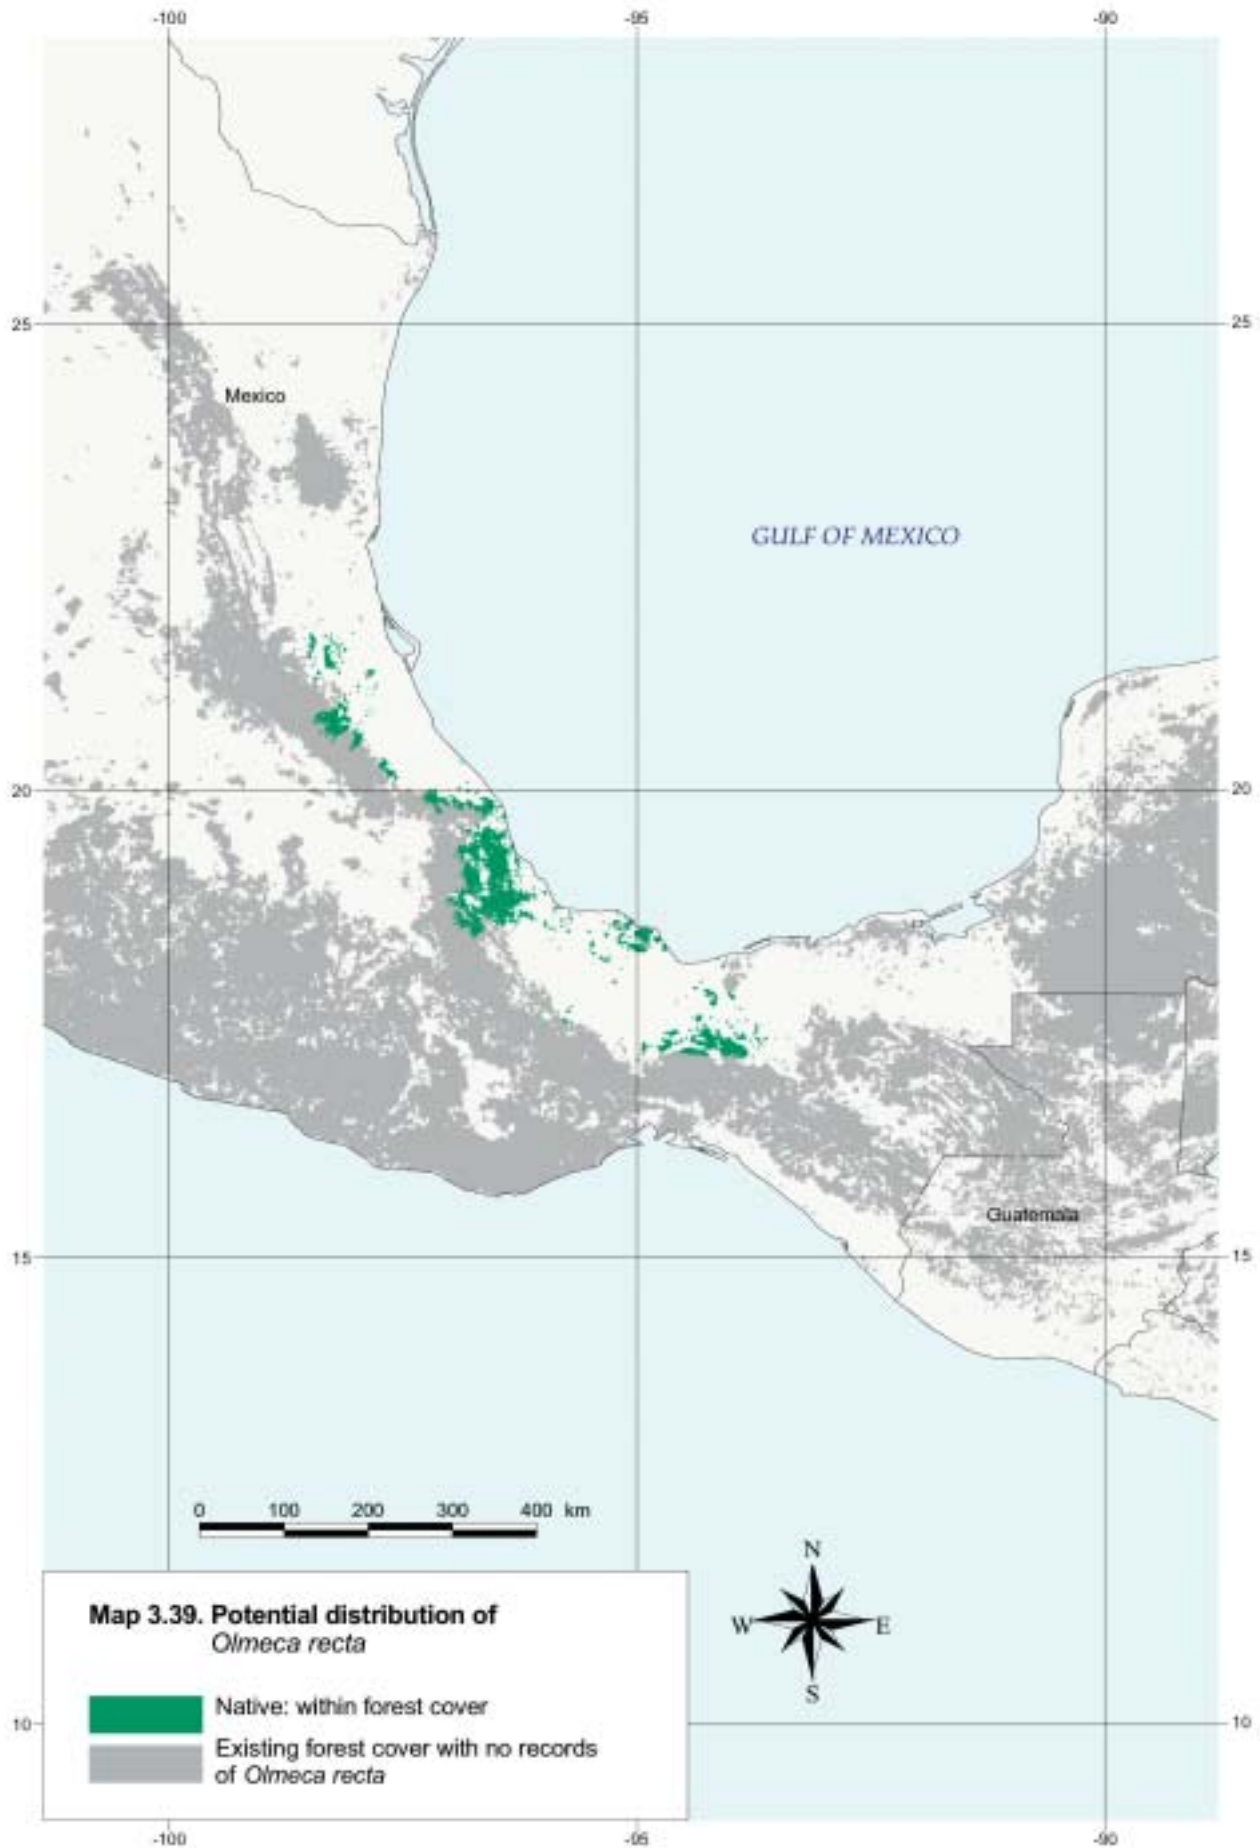 -100 -95 -90
25 25
Mexico
GULF OF MEXICO
20 20
Guatemala
15 15
0 100 200 300 400 km
N
W E
S
Map 3.39. Potential distribution of
Olmeca recta
Native: within forest cover
Existing forest cover with no records
of Olmeca recta
10 10
-100 -95 -90